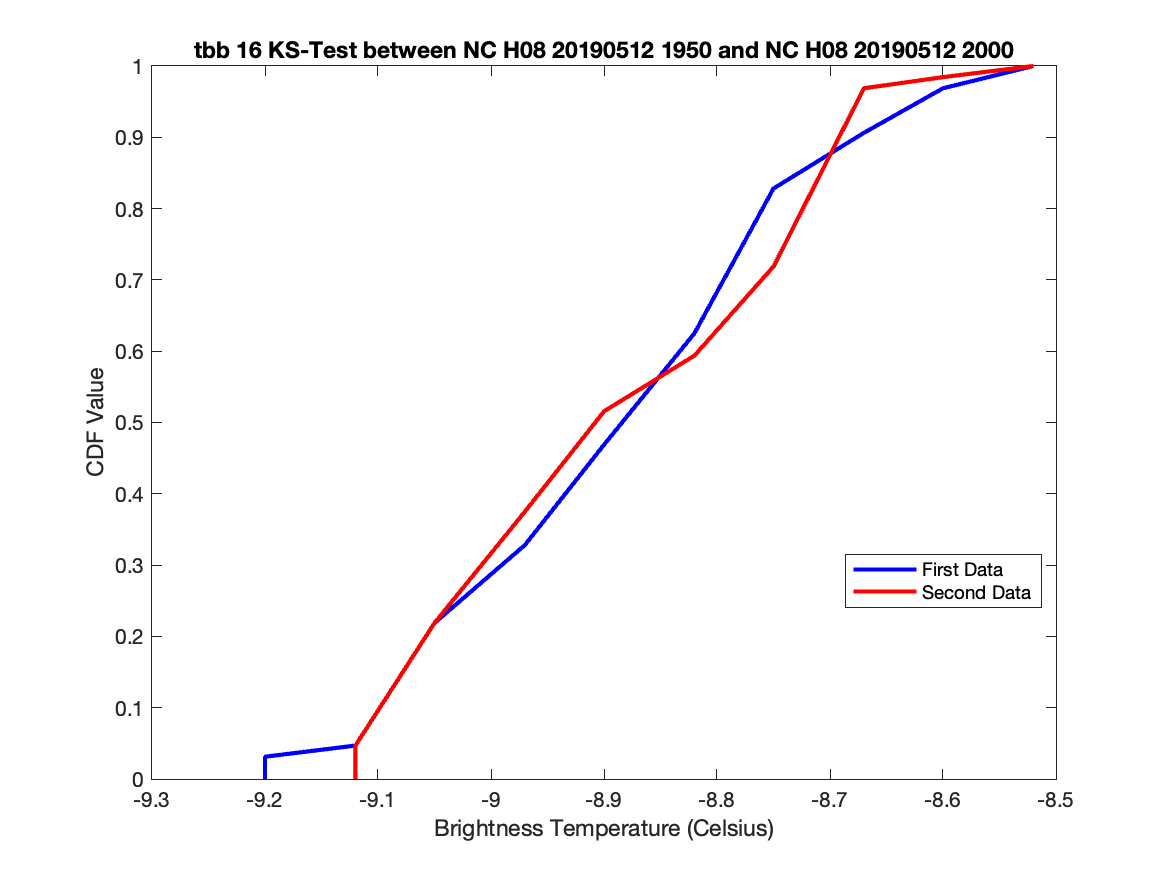 tbb 16 KS-Test between NC H08 20190512 1950 and NC H08 20190512 2000
1
0.9
0.8
0.7
0.6
0.5
0.4
0.3
0.2
0.1
0
CDF Value
First Data
Second Data
-9.3 -9.2 -9.1 -9 -8.9 -8.8 -8.7 -8.6 -8.5
Brightness Temperature (Celsius)